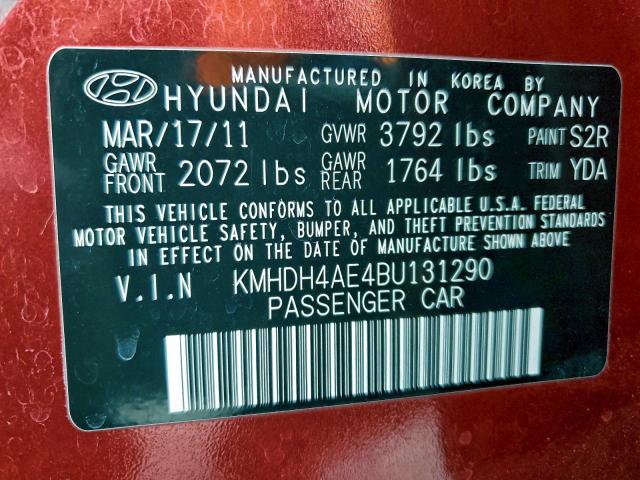 MANUFACTURED IN KOREA BY
HYUNDAI MOTOR COMPANY
MAR/17/11 GVWR 3792 lbs PAINT S2R
GAWR FRONT 2072 lbs GAWR REAR 1764 lbs TRIM YDA
THIS VEHICLE CONFORMS TO ALL APPLICABLE U.S.A. FEDERAL
MOTOR VEHICLE SAFETY, BUMPER, AND THEFT PREVENTION STANDARDS
IN EFFECT ON THE DATE OF MANUFACTURE SHOWN ABOVE.
V.I.N KMHDH4AE4BU131290
PASSENGER CAR